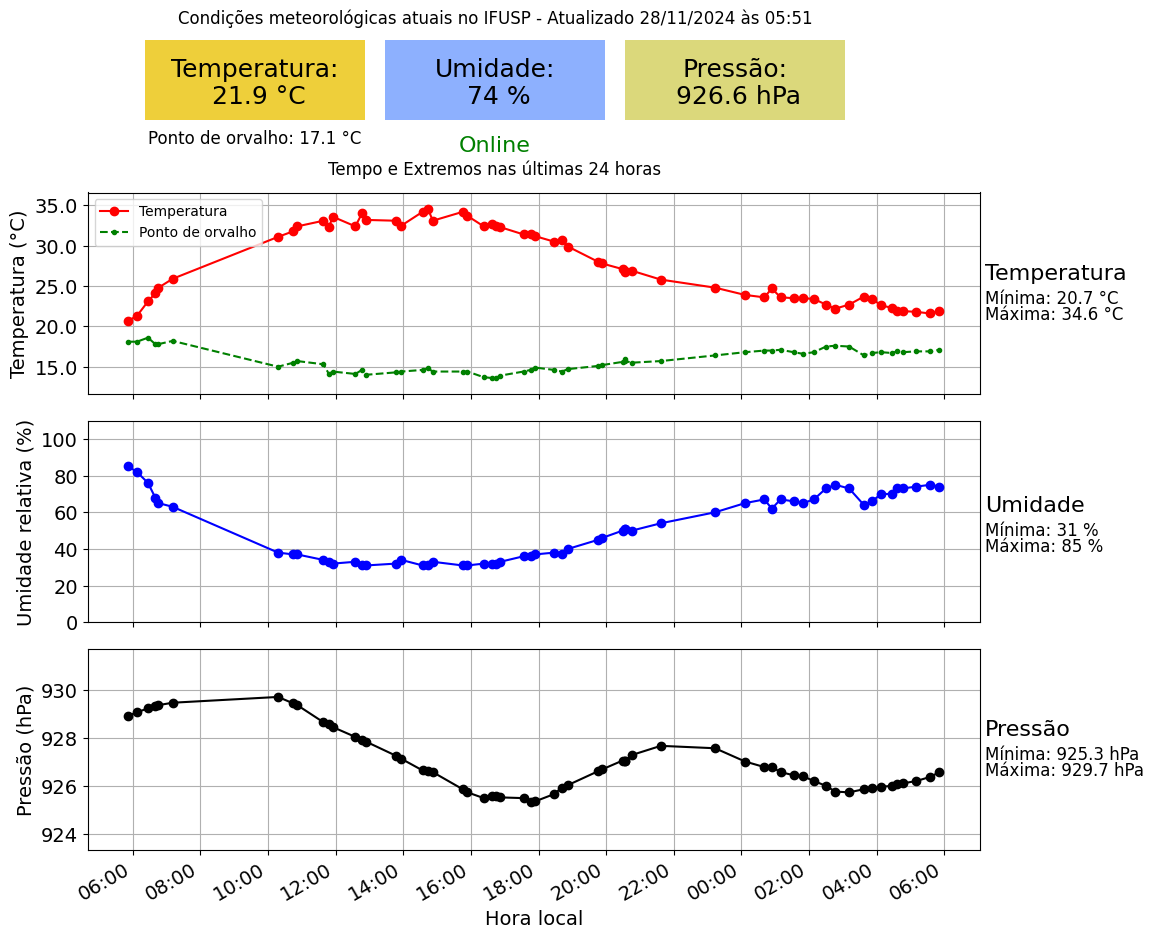 Condições meteorológicas atuais no IFUSP - Atualizado 28/11/2024 às 05:51
Temperatura:
21.9 °C
Umidade:
74 %
Pressão:
926.6 hPa
Ponto de orvalho: 17.1 °C
Online
Tempo e Extremos nas últimas 24 horas
Temperatura (°C)
35.0
30.0
25.0
20.0
15.0
Temperatura
Ponto de orvalho
Temperatura
Mínima: 20.7 °C
Máxima: 34.6 °C
Umidade relativa (%)
100
80
60
40
20
0
Umidade
Mínima: 31 %
Máxima: 85 %
Pressão (hPa)
930
928
926
924
Pressão
Mínima: 925.3 hPa
Máxima: 929.7 hPa
06:00 08:00 10:00 12:00 14:00 16:00 18:00 20:00 22:00 00:00 02:00 04:00 06:00
Hora local